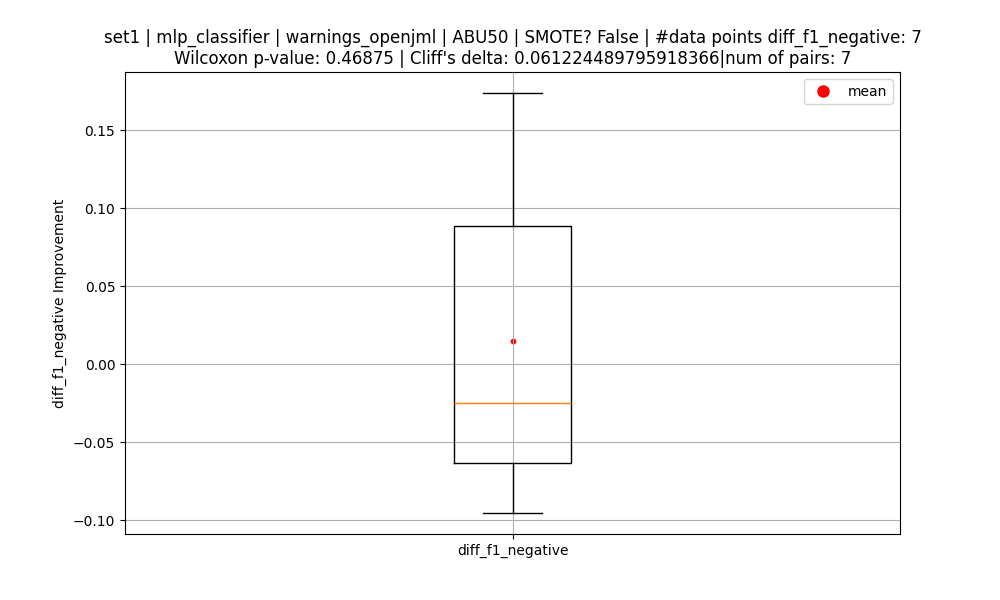 set1 | mlp_classifier | warnings_openjml | ABU50 | SMOTE? False | #data points diff_f1_negative: 7
Wilcoxon p-value: 0.46875 | Cliff's delta: 0.061224489795918366|num of pairs: 7
mean
0.15
0.10
0.05
0.00
−0.05
−0.10
diff_f1_negative Improvement
diff_f1_negative